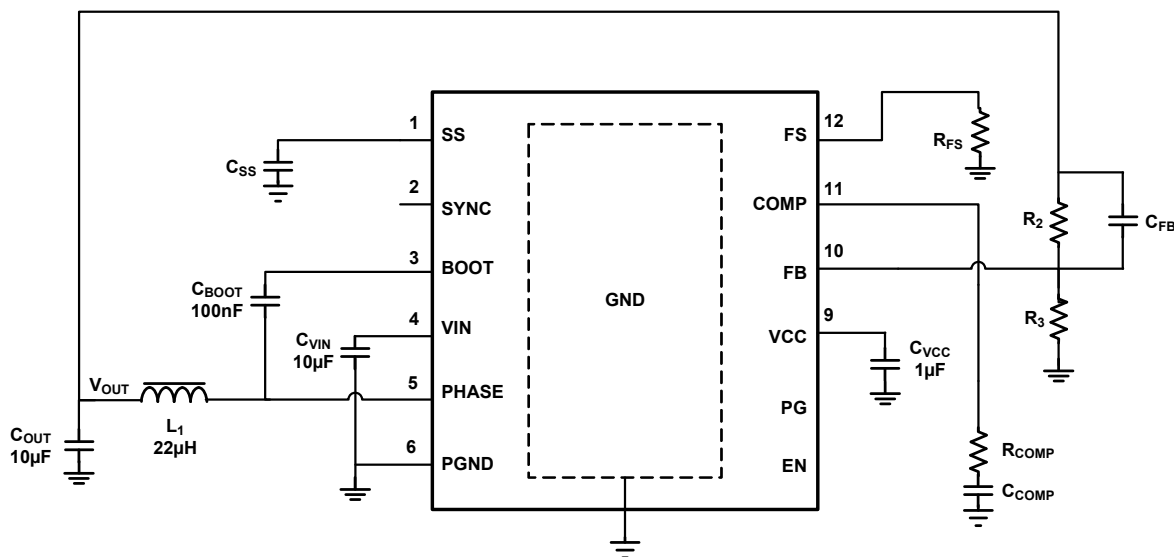 1
SS
CSS
2
SYNC
3
BOOT
CBOOT
100nF
4
VIN
CVIN
10µF
5
PHASE
VOUT
L1
22µH
COUT
10µF
6
PGND
GND
12
FS
RFS
11
COMP
10
FB
R2
CFB
R3
9
VCC
CVCC
1µF
PG
EN
RCOMP
CCOMP